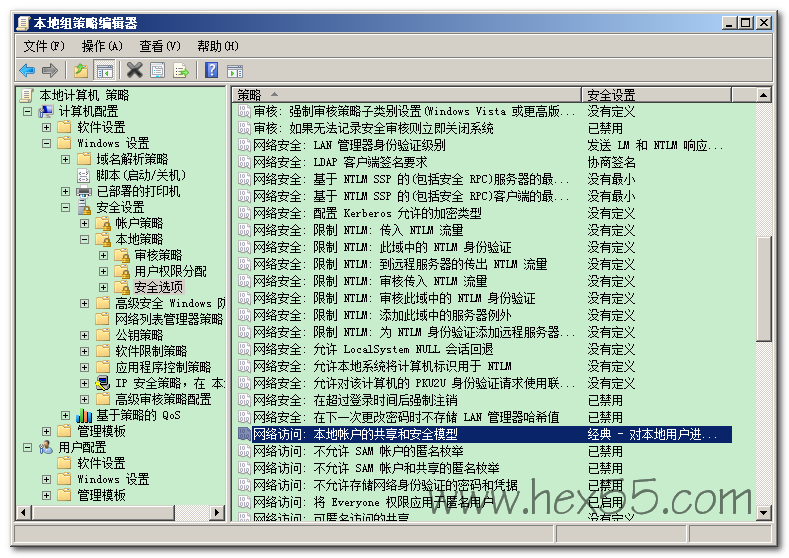 本地组策略编辑器
文件(F) 操作(A) 查看(V) 帮助(H)
本地计算机 策略
计算机配置
软件设置
Windows 设置
域名解析策略
脚本(启动/关机)
已部署的打印机
安全设置
帐户策略
本地策略
审核策略
用户权限分配
安全选项
高级安全 Windows 防
网络列表管理器策略
公钥策略
软件限制策略
应用程序控制策略
IP 安全策略，在 本
高级审核策略配置
基于策略的 QoS
管理模板
用户配置
软件设置
Windows 设置
管理模板
策略 安全设置
审核: 强制审核策略子类别设置(Windows Vista 或更高版... 没有定义
审核: 如果无法记录安全审核则立即关闭系统 已禁用
网络安全: LAN 管理器身份验证级别 发送 LM 和 NTLM 响应...
网络安全: LDAP 客户端签名要求 协商签名
网络安全: 基于 NTLM SSP 的(包括安全 RPC)服务器的最... 没有最小
网络安全: 基于 NTLM SSP 的(包括安全 RPC)客户端的最... 没有最小
网络安全: 配置 Kerberos 允许的加密类型 没有定义
网络安全: 限制 NTLM: 传入 NTLM 流量 没有定义
网络安全: 限制 NTLM: 此域中的 NTLM 身份验证 没有定义
网络安全: 限制 NTLM: 到远程服务器的传出 NTLM 流量 没有定义
网络安全: 限制 NTLM: 审核传入 NTLM 流量 没有定义
网络安全: 限制 NTLM: 审核此域中的 NTLM 身份验证 没有定义
网络安全: 限制 NTLM: 添加此域中的服务器例外 没有定义
网络安全: 限制 NTLM: 为 NTLM 身份验证添加远程服务器... 没有定义
网络安全: 允许 LocalSystem NULL 会话回退 没有定义
网络安全: 允许本地系统将计算机标识用于 NTLM 没有定义
网络安全: 允许对该计算机的 PKU2U 身份验证请求使用联... 没有定义
网络安全: 在超过登录时间后强制注销 已禁用
网络安全: 在下一次更改密码时不存储 LAN 管理器哈希值 已禁用
网络访问: 本地帐户的共享和安全模型 经典 - 对本地用户进...
网络访问: 不允许 SAM 帐户的匿名枚举 已禁用
网络访问: 不允许 SAM 帐户和共享的匿名枚举 已禁用
网络访问: 不允许存储网络身份验证的密码和凭据 已禁用
网络访问: 将 Everyone 权限应用于匿名用户 已启用
网络访问: 可匿名访问的共享 没有定义
www.hex55.com